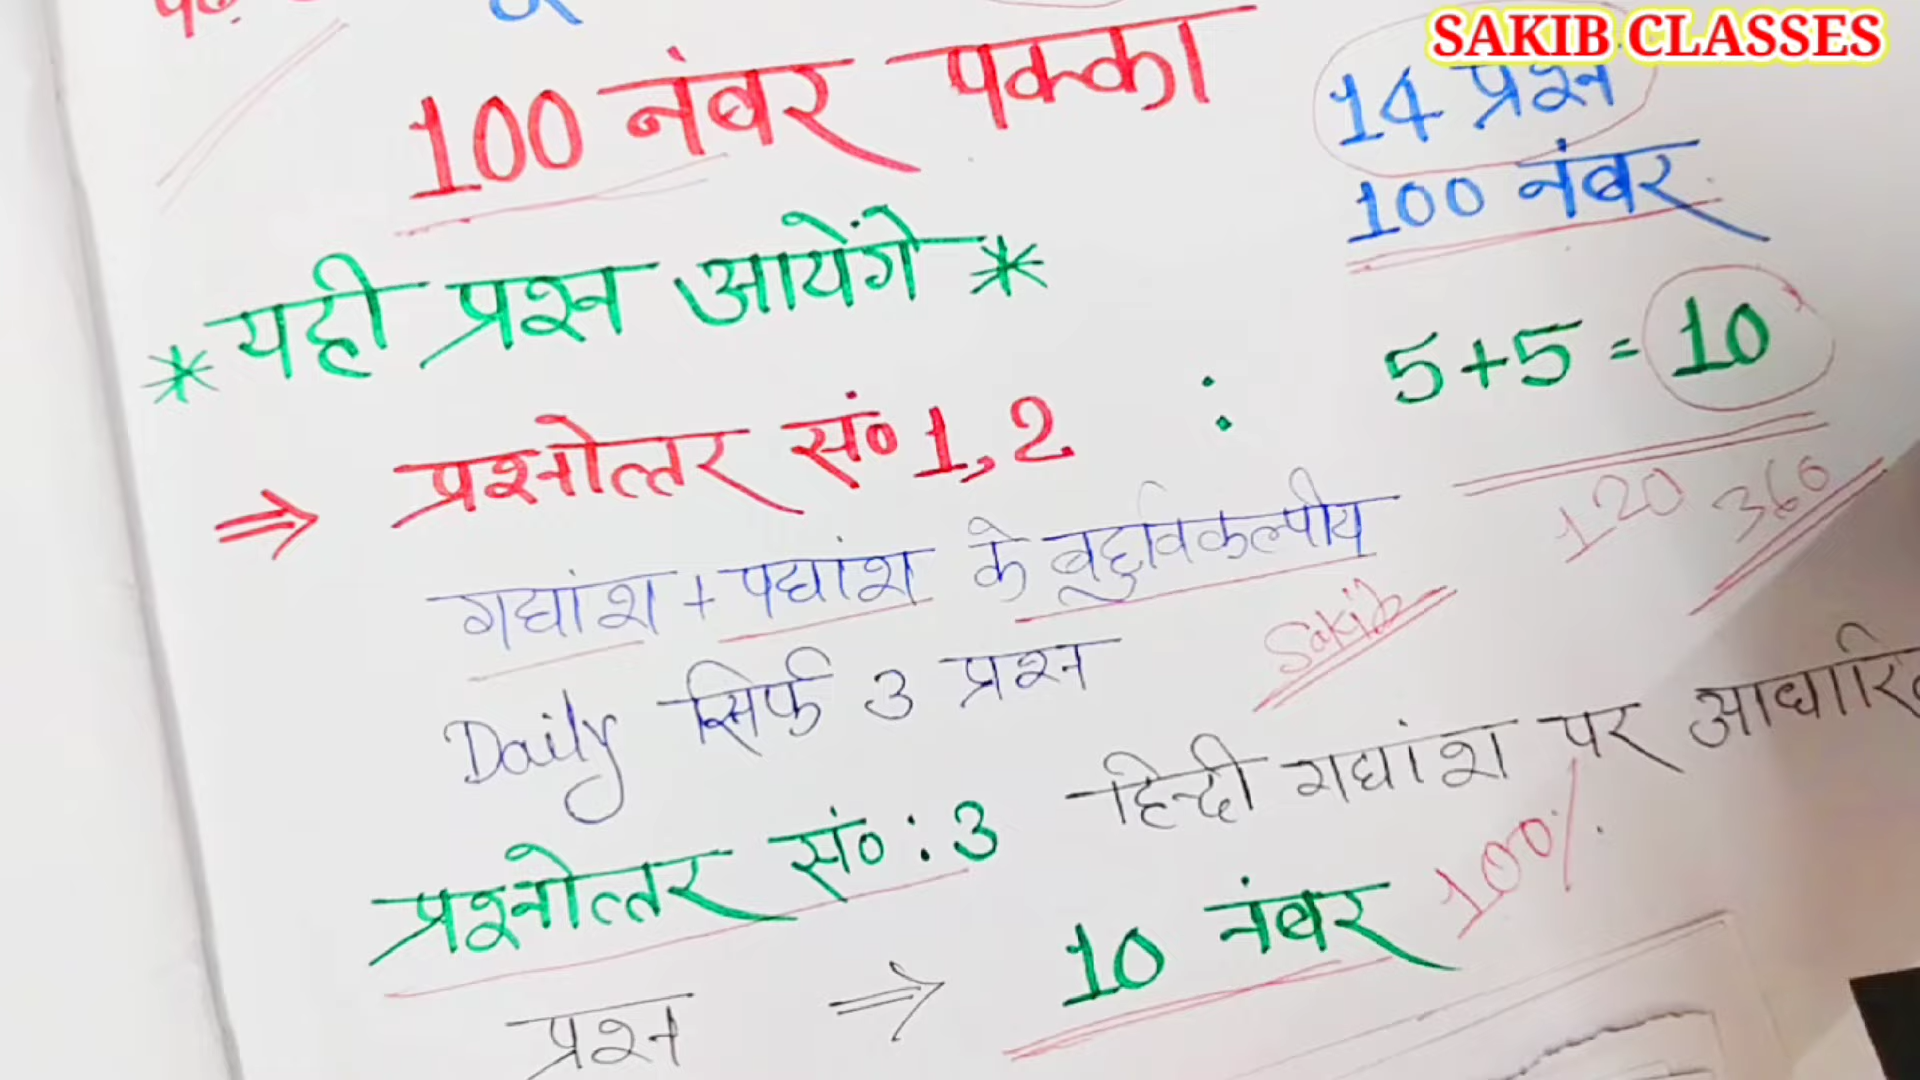 SAKIB CLASSES
100 नंबर पक्का
14 प्रश्न
100 नंबर
* यही प्रश्न आयेंगे *
5+5 = 10
⇒ प्रश्नोत्तर सं० 1, 2 :
120 360
गद्यांश + पद्यांश के बहुविकल्पीय
Sakib
Daily सिर्फ 3 प्रश्न
प्रश्नोत्तर सं० : 3 हिन्दी गद्यांश पर
100%
प्रश्न ⇒ 10 नंबर